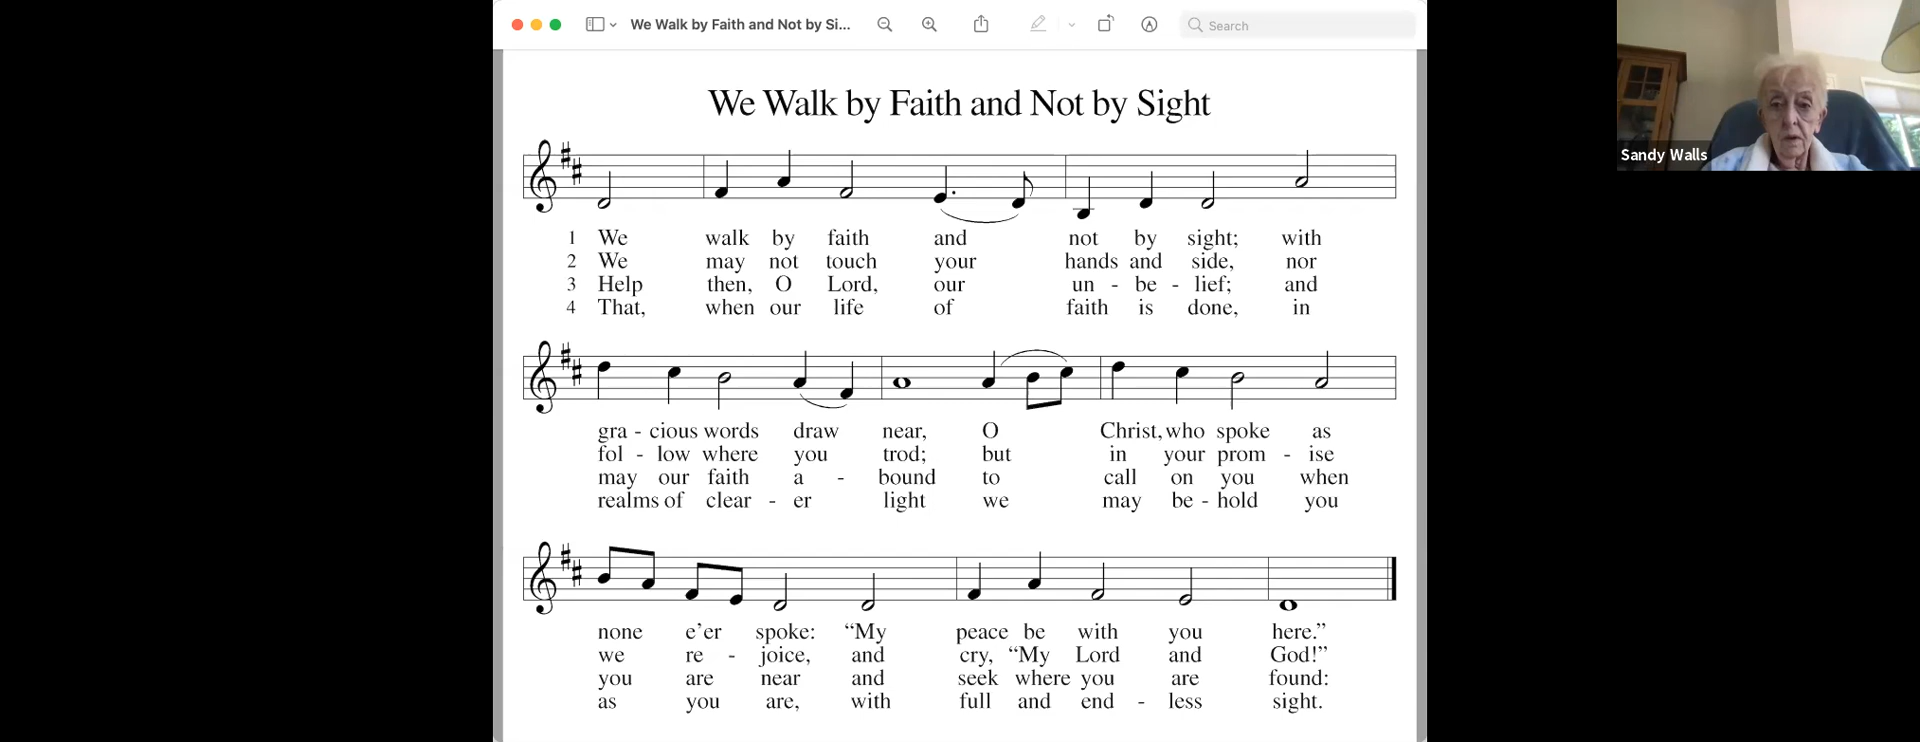 We Walk by Faith and Not by Si...
Search
We Walk by Faith and Not by Sight
1 We walk by faith and not by sight; with
2 We may not touch your hands and side, nor
3 Help then, O Lord, our un - be - lief; and
4 That, when our life of faith is done, in
gra - cious words draw near, O Christ, who spoke as
fol - low where you trod; but in your prom - ise
may our faith a - bound to call on you when
realms of clear - er light we may be - hold you
none e’er spoke: “My peace be with you here.”
we re - joice, and cry, “My Lord and God!”
you are near and seek where you are found:
as you are, with full and end - less sight.
Sandy Walls